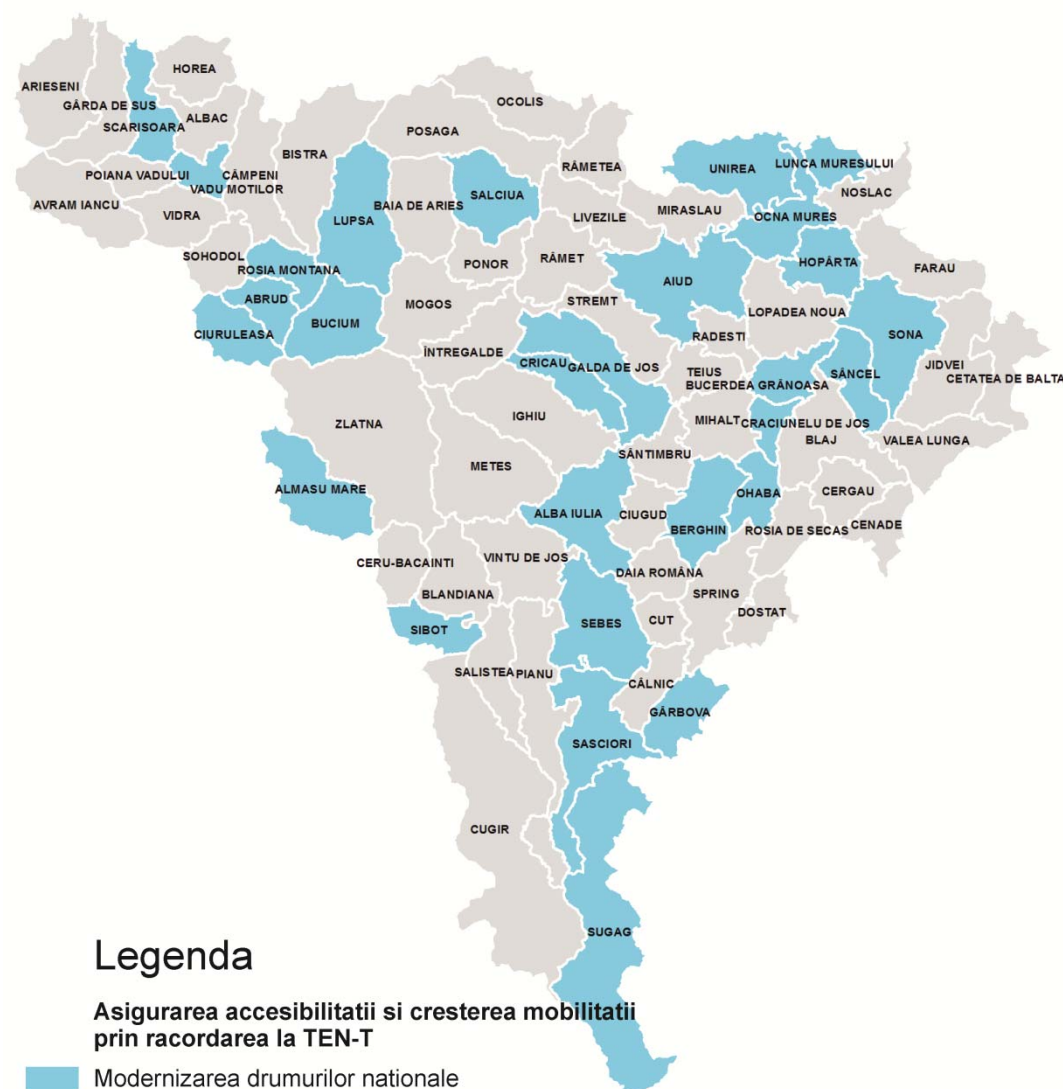 HOREA
ARIESENI
OCOLIS
GÂRDA DE SUS
ALBAC
SCARISOARA
POSAGA
BISTRA
LUNCA MURESULUI
RÂMETEA
UNIREA
POIANA VADULUI
CÂMPENI
VADU MOTILOR
NOSLAC
SALCIUA
AVRAM IANCU
BAIA DE ARIES
LUPSA
MIRASLAU
VIDRA
LIVEZILE
OCNA MURES
SOHODOL
RÂMET
HOPÂRTA
PONOR
ROSIA MONTANA
FARAU
AIUD
ABRUD
STREMT
MOGOS
LOPADEA NOUA
BUCIUM
CIURULEASA
RADESTI
SONA
ÎNTREGALDE
CRICAU
GALDA DE JOS
JIDVEI
TEIUS
SÂNCEL
CETATEA DE BALTA
BUCERDEA GRÂNOASA
IGHIU
MIHALT
CRACIUNELU DE JOS
ZLATNA
BLAJ
VALEA LUNGA
SÂNTIMBRU
METES
ALMASU MARE
OHABA
CERGAU
ALBA IULIA
CIUGUD
BERGHIN
ROSIA DE SECAS
CENADE
CERU-BACAINTI
VINTU DE JOS
DAIA ROMÂNA
BLANDIANA
SPRING
DOSTAT
SIBOT
SEBES
CUT
SALISTEA
PIANU
CÂLNIC
GÂRBOVA
SASCIORI
CUGIR
SUGAG
Legenda
Asigurarea accesibilitatii si cresterea mobilitatii
prin racordarea la TEN-T
Modernizarea drumurilor nationale